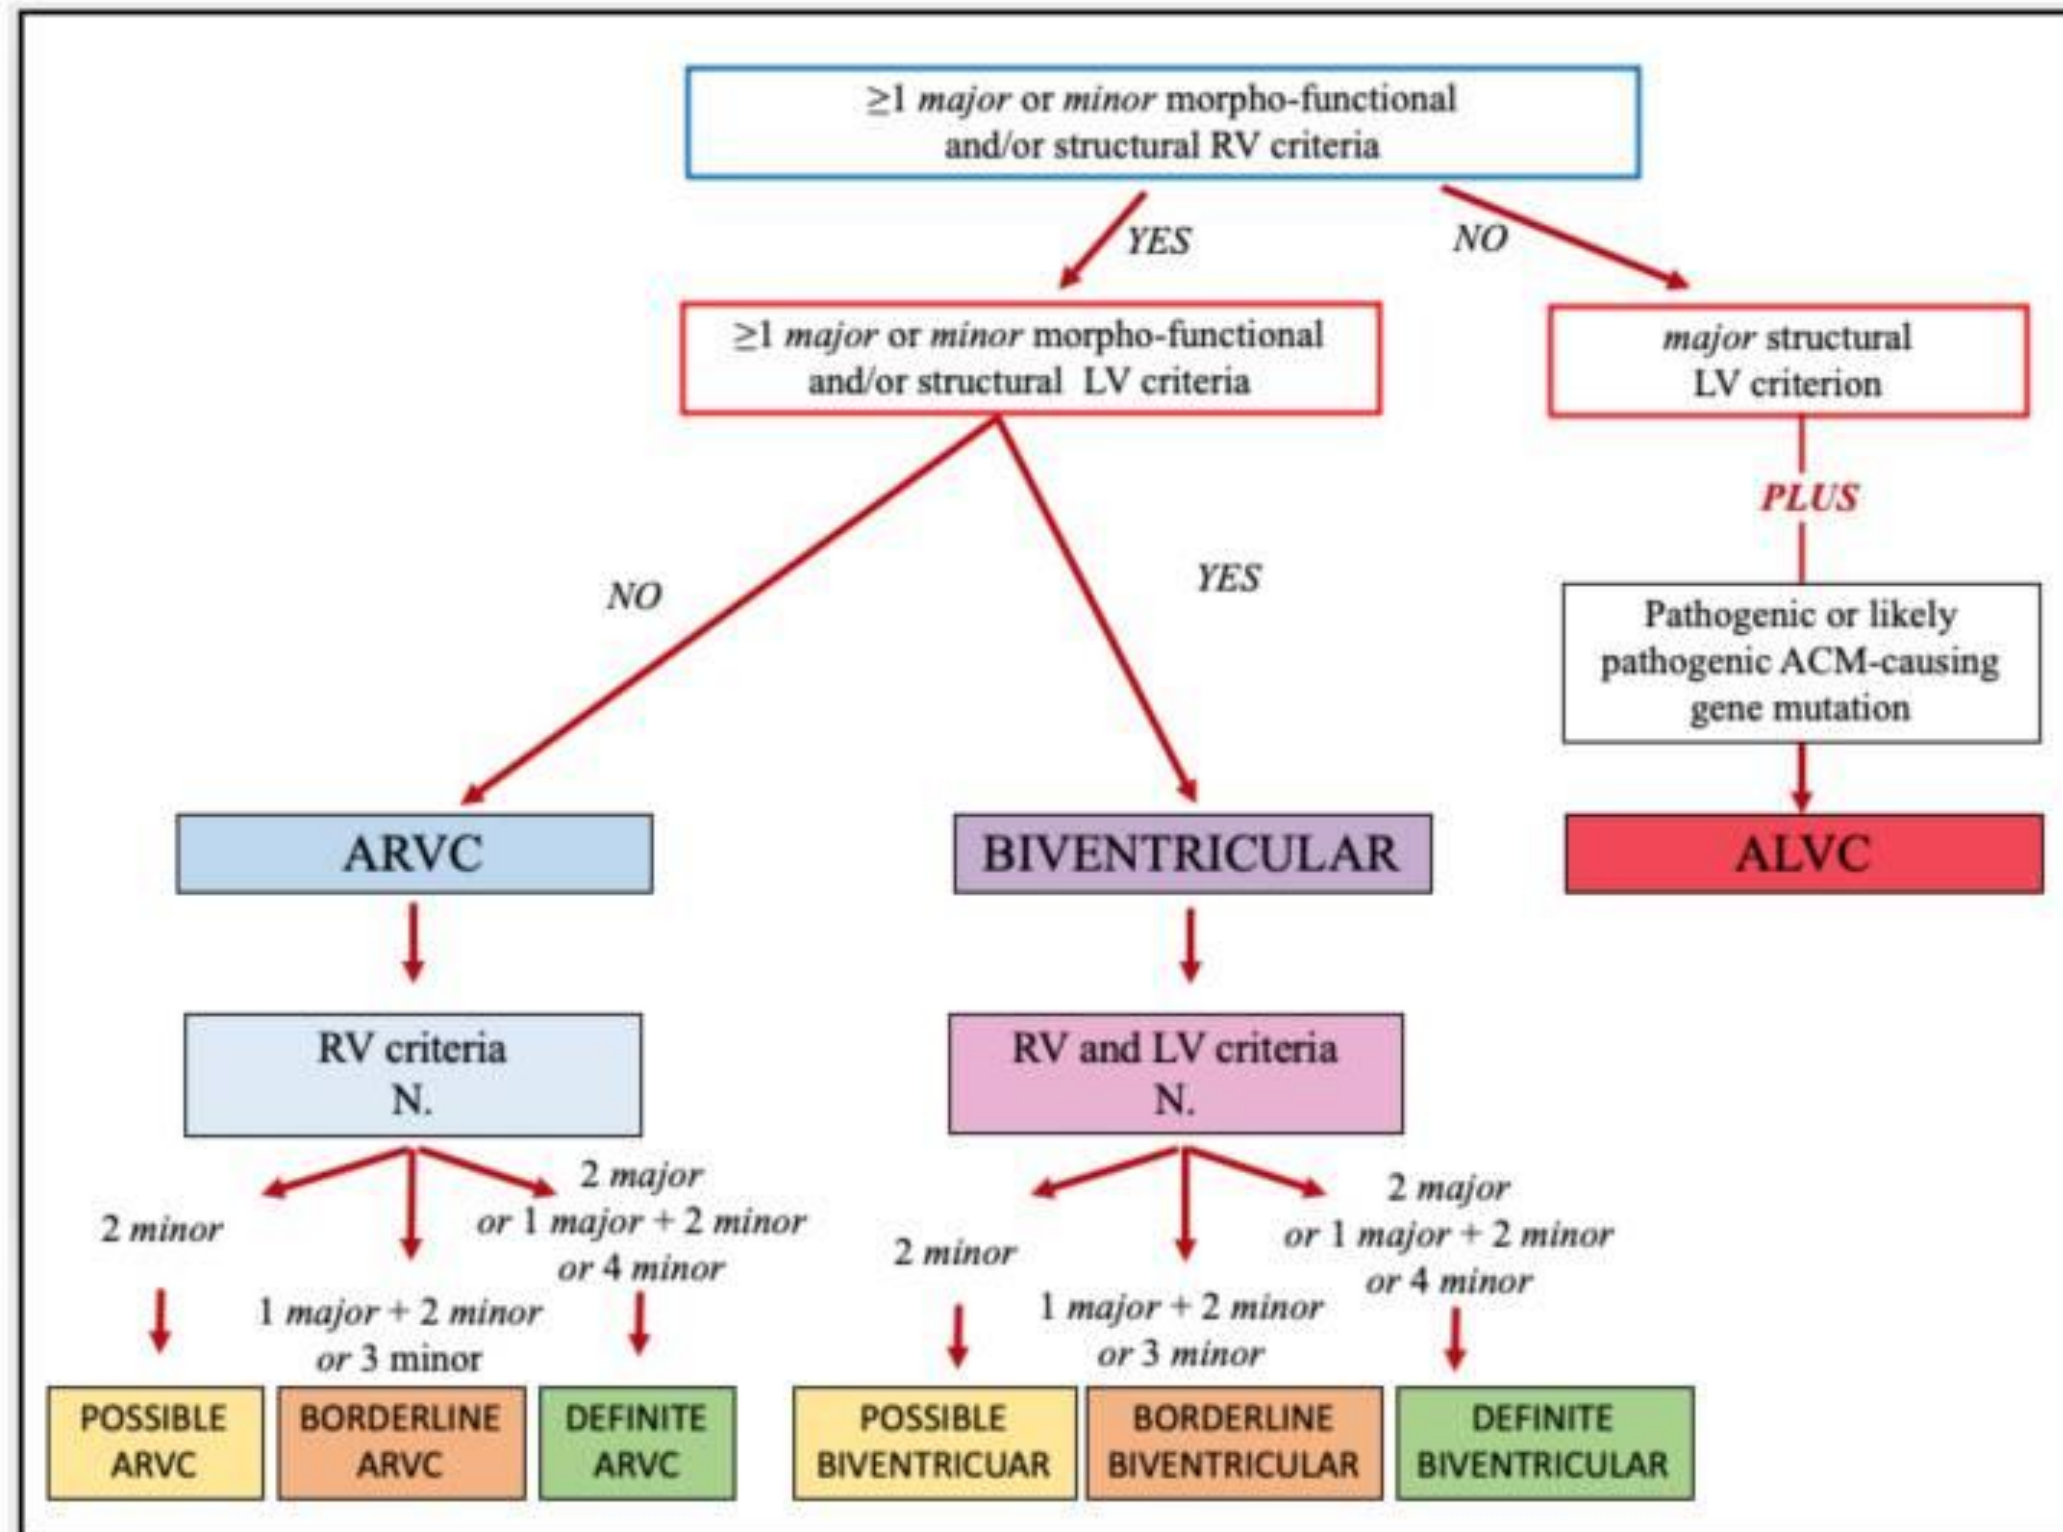 ≥1 major or minor morpho-functional
and/or structural RV criteria
YES
NO
≥1 major or minor morpho-functional
and/or structural LV criteria
major structural
LV criterion
PLUS
NO
YES
Pathogenic or likely
pathogenic ACM-causing
gene mutation
ARVC
BIVENTRICULAR
ALVC
RV criteria
N.
RV and LV criteria
N.
2 minor
1 major + 2 minor
or 3 minor
2 major
or 1 major + 2 minor
or 4 minor
2 minor
1 major + 2 minor
or 3 minor
2 major
or 1 major + 2 minor
or 4 minor
POSSIBLE
ARVC
BORDERLINE
ARVC
DEFINITE
ARVC
POSSIBLE
BIVENTRICUAR
BORDERLINE
BIVENTRICULAR
DEFINITE
BIVENTRICULAR